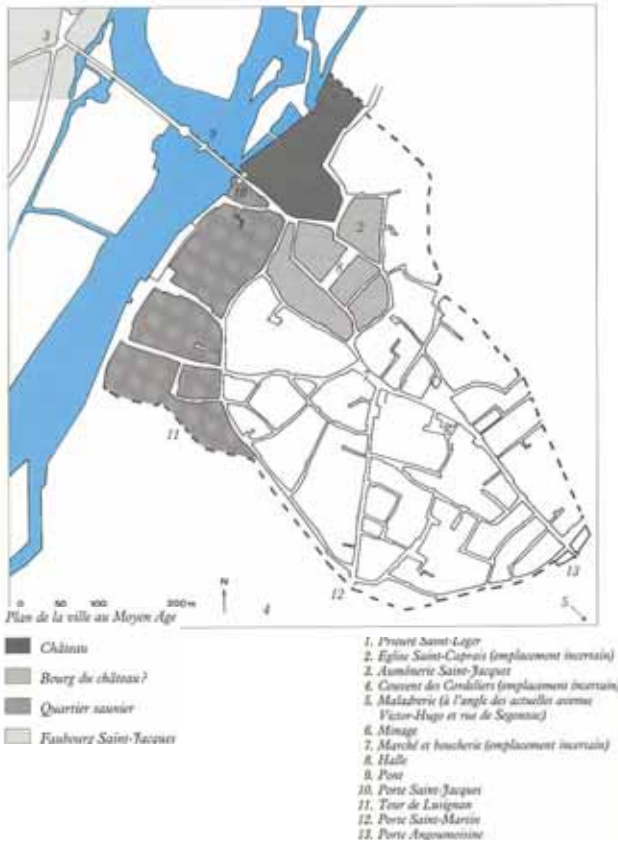 3
9
10
2
11
12
13
5
4
N
0 50 100 200 m
Plan de la ville au Moyen Age
Château
Bourg du château?
Quartier saunier
Faubourg Saint-Jacques
1. Prieuré Saint-Léger
2. Eglise Saint-Caprais (emplacement incertain)
3. Aumônerie Saint-Jacques
4. Couvent des Cordeliers (emplacement incertain)
5. Maladrerie (à l'angle des actuelles avenue
Victor-Hugo et rue de Segonzac)
6. Minage
7. Marché et boucherie (emplacement incertain)
8. Halle
9. Pont
10. Porte Saint-Jacques
11. Tour de Lusignan
12. Porte Saint-Martin
13. Porte Angoumoisine